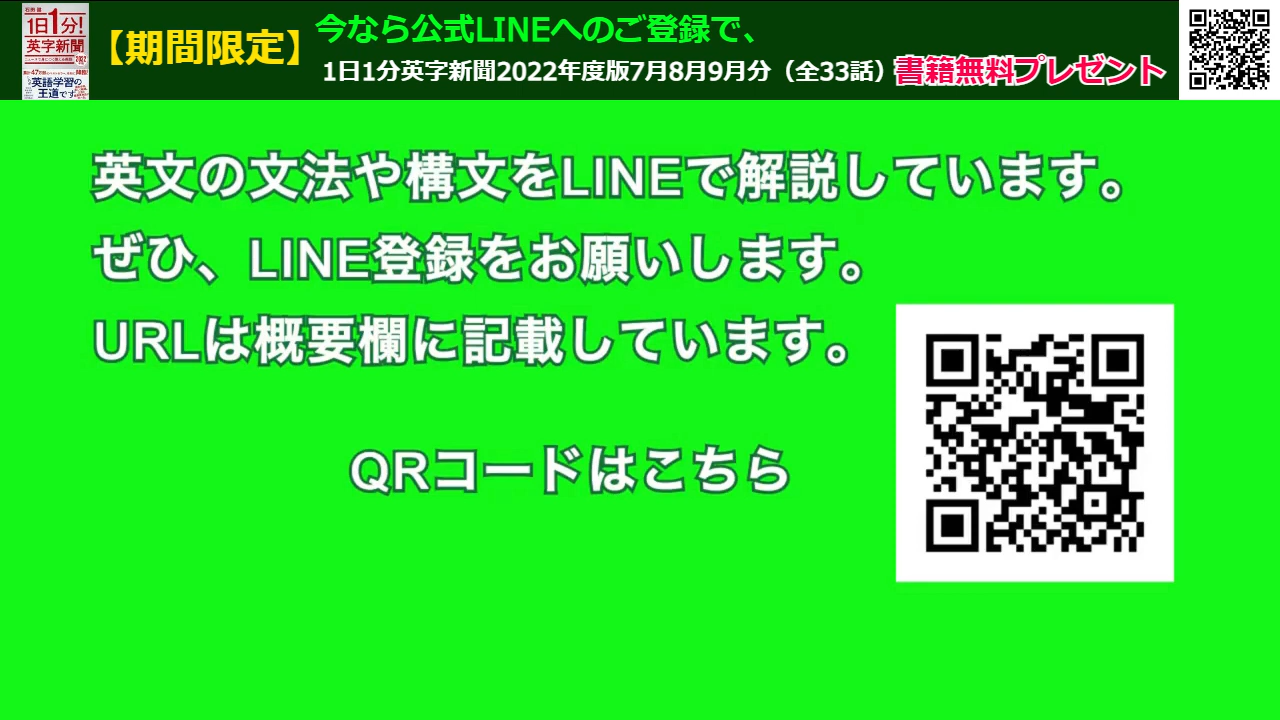 石田 健
1日1分!
英字新聞
2022
英語学習の
王道です
【期間限定】
今なら公式LINEへのご登録で、
1日1分英字新聞2022年度版7月8月9月分（全33話）
書籍無料プレゼント
英文の文法や構文をLINEで解説しています。
ぜひ、LINE登録をお願いします。
URLは概要欄に記載しています。
QRコードはこちら